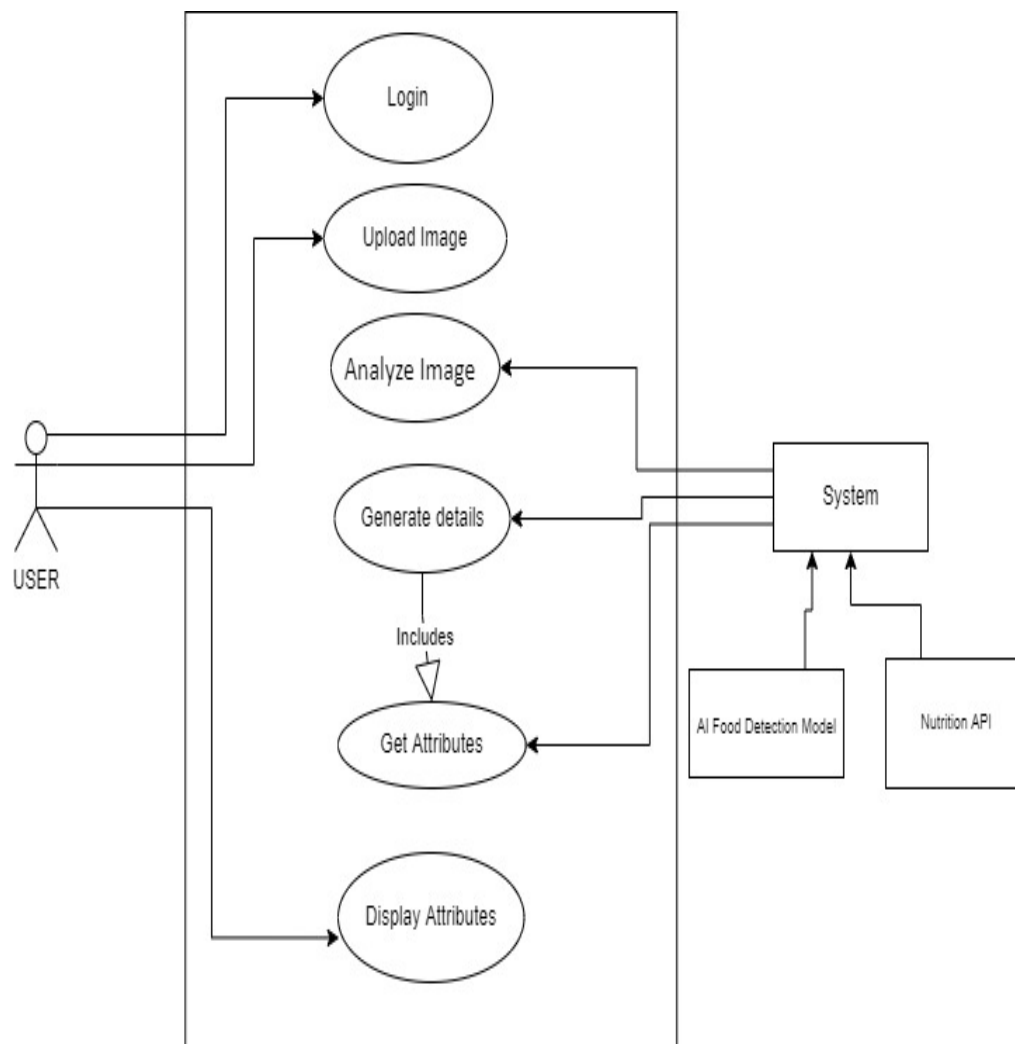 Login
Upload Image
Analyze Image
Generate details
Includes
Get Attributes
Display Attributes
USER
System
AI Food Detection Model
Nutrition API